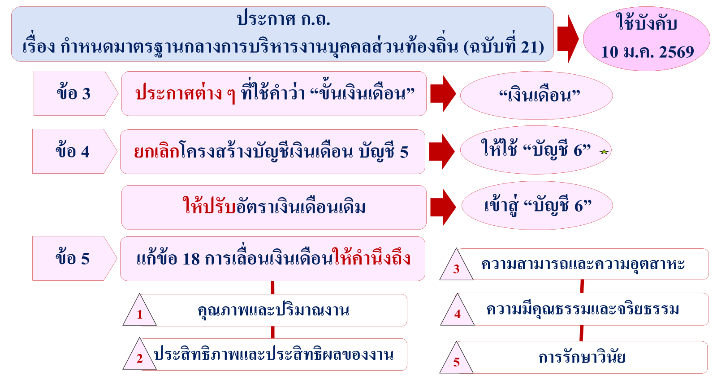 ประกาศ ก.ถ.
เรื่อง กำหนดมาตรฐานกลางการบริหารงานบุคคลส่วนท้องถิ่น (ฉบับที่ 21)
ใช้บังคับ
10 ม.ค. 2569
ข้อ 3
ประกาศต่าง ๆ ที่ใช้คำว่า “ขั้นเงินเดือน”
“เงินเดือน”
ข้อ 4
ยกเลิกโครงสร้างบัญชีเงินเดือน บัญชี 5
ให้ใช้ “บัญชี 6”
ให้ปรับอัตราเงินเดือนเดิม
เข้าสู่ “บัญชี 6”
ข้อ 5
แก้ข้อ 18 การเลื่อนเงินเดือนให้คำนึงถึง
1
คุณภาพและปริมาณงาน
2
ประสิทธิภาพและประสิทธิผลของงาน
3
ความสามารถและความอุตสาหะ
4
ความมีคุณธรรมและจริยธรรม
5
การรักษาวินัย